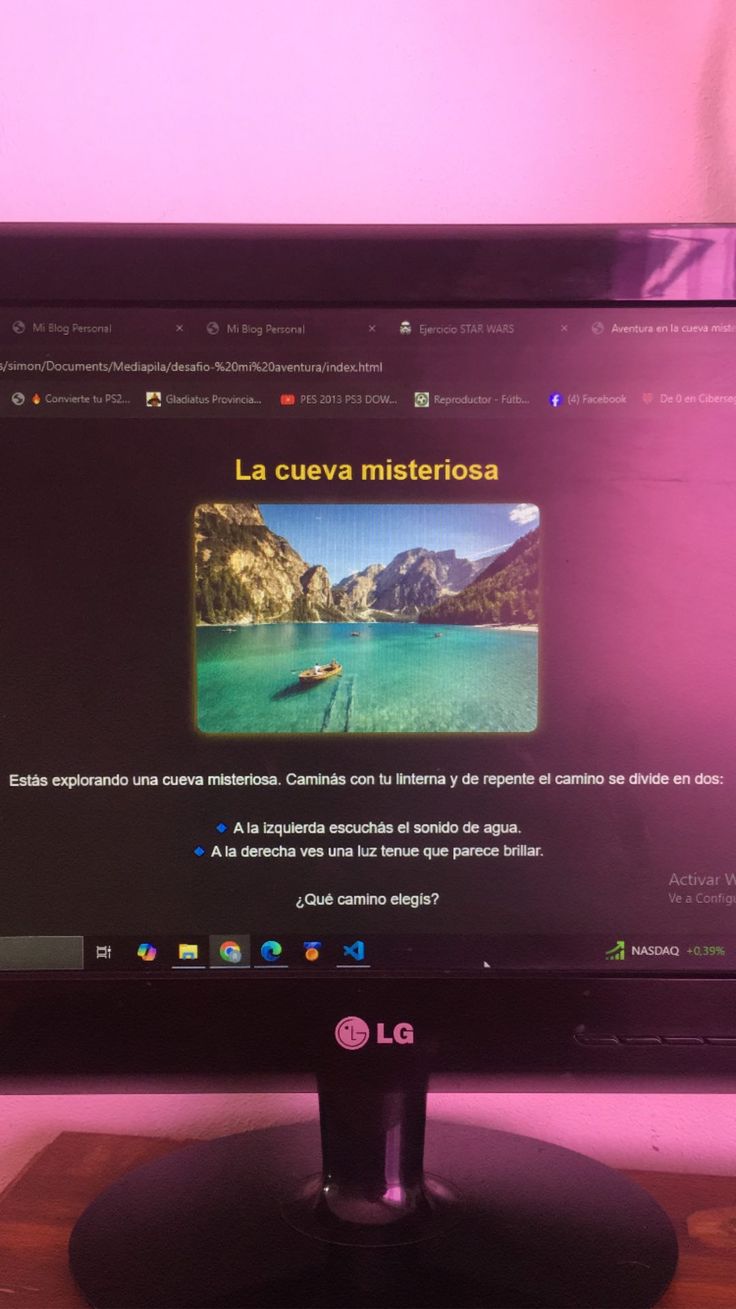 Mi Blog Personal Mi Blog Personal Ejercicio STAR WARS Aventura en la cueva
/simon/Documents/Mediapila/desafio-%20mi%20aventura/index.html
Convierte tu PS2... Gladiatus Provincia... PES 2013 PS3 DOW... Reproductor - Fútb... (4) Facebook De 0 en
La cueva misteriosa
Estás explorando una cueva misteriosa. Caminás con tu linterna y de repente el camino se divide en dos:
A la izquierda escuchás el sonido de agua.
A la derecha ves una luz tenue que parece brillar.
¿Qué camino elegís?
Activar W
Ve a Configu
NASDAQ +0,39%
LG